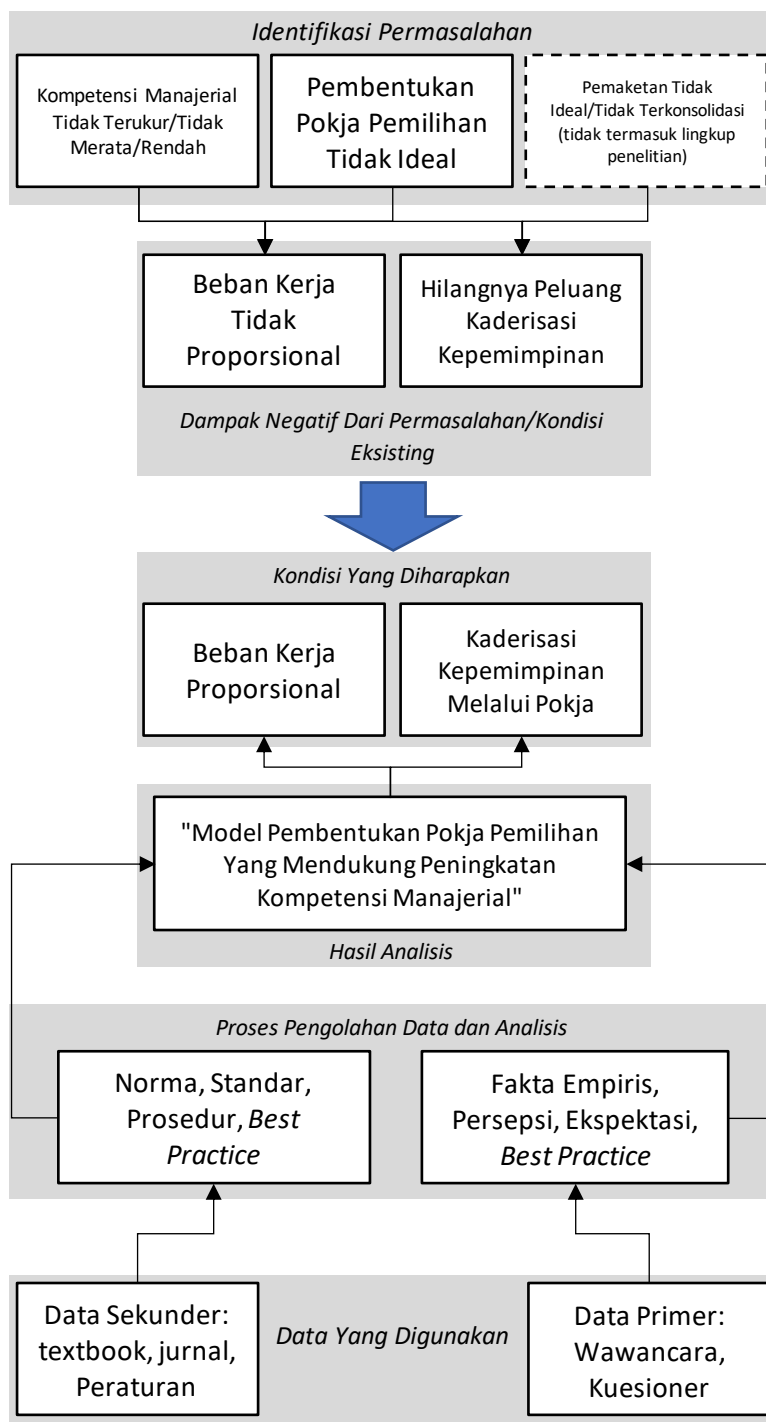 Identifikasi Permasalahan
Kompetensi Manajerial
Tidak Terukur/Tidak
Merata/Rendah
Pembentukan
Pokja Pemilihan
Tidak Ideal
Pemaketan Tidak
Ideal/Tidak Terkonsolidasi
(tidak termasuk lingkup
penelitian)
Beban Kerja
Tidak
Proporsional
Hilangnya Peluang
Kaderisasi
Kepemimpinan
Dampak Negatif Dari Permasalahan/Kondisi
Eksisting
Kondisi Yang Diharapkan
Beban Kerja
Proporsional
Kaderisasi
Kepemimpinan
Melalui Pokja
"Model Pembentukan Pokja Pemilihan
Yang Mendukung Peningkatan
Kompetensi Manajerial"
Hasil Analisis
Proses Pengolahan Data dan Analisis
Norma, Standar,
Prosedur, Best
Practice
Fakta Empiris,
Persepsi, Ekspektasi,
Best Practice
Data Sekunder:
textbook, jurnal,
Peraturan
Data Yang Digunakan
Data Primer:
Wawancara,
Kuesioner